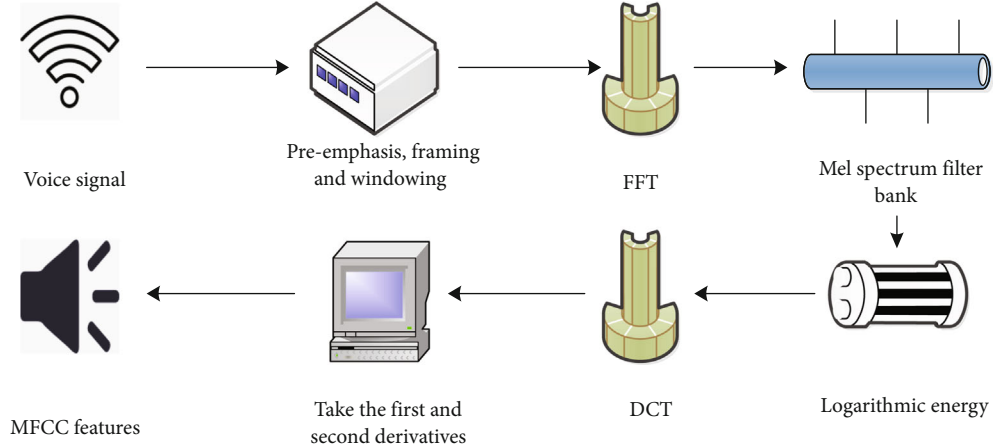 Voice signal
Pre-emphasis, framing
and windowing
FFT
Mel spectrum filter
bank
MFCC features
Take the first and
second derivatives
DCT
Logarithmic energy